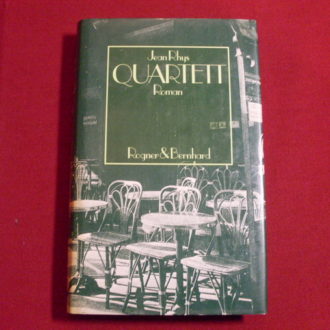 Jean Rhys
QUARTETT
Roman
Rogner & Bernhard